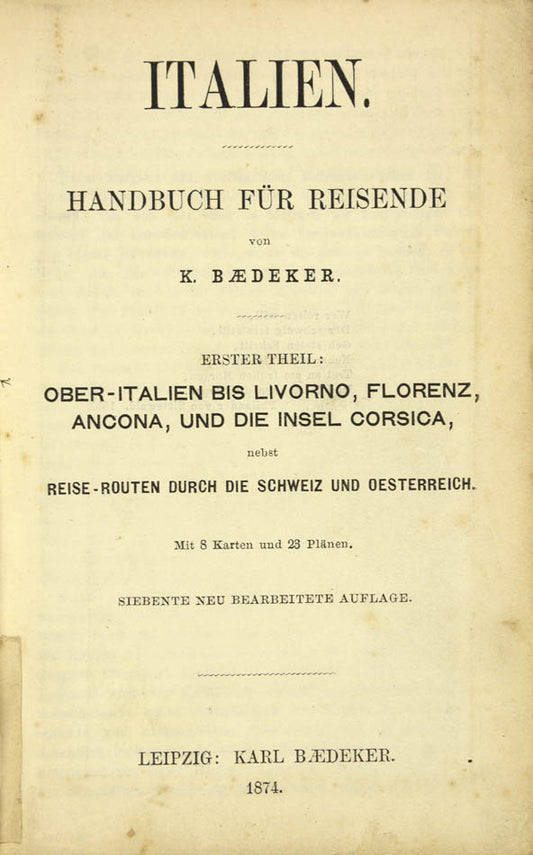 ITALIEN.
HANDBUCH FÜR REISENDE
von
K. BÆDEKER.
ERSTER THEIL:
OBER-ITALIEN BIS LIVORNO, FLORENZ,
ANCONA, UND DIE INSEL CORSICA,
nebst
REISE-ROUTEN DURCH DIE SCHWEIZ UND OESTERREICH.
Mit 8 Karten und 23 Plänen.
SIEBENTE NEU BEARBEITETE AUFLAGE.
LEIPZIG: KARL BÆDEKER.
1874.